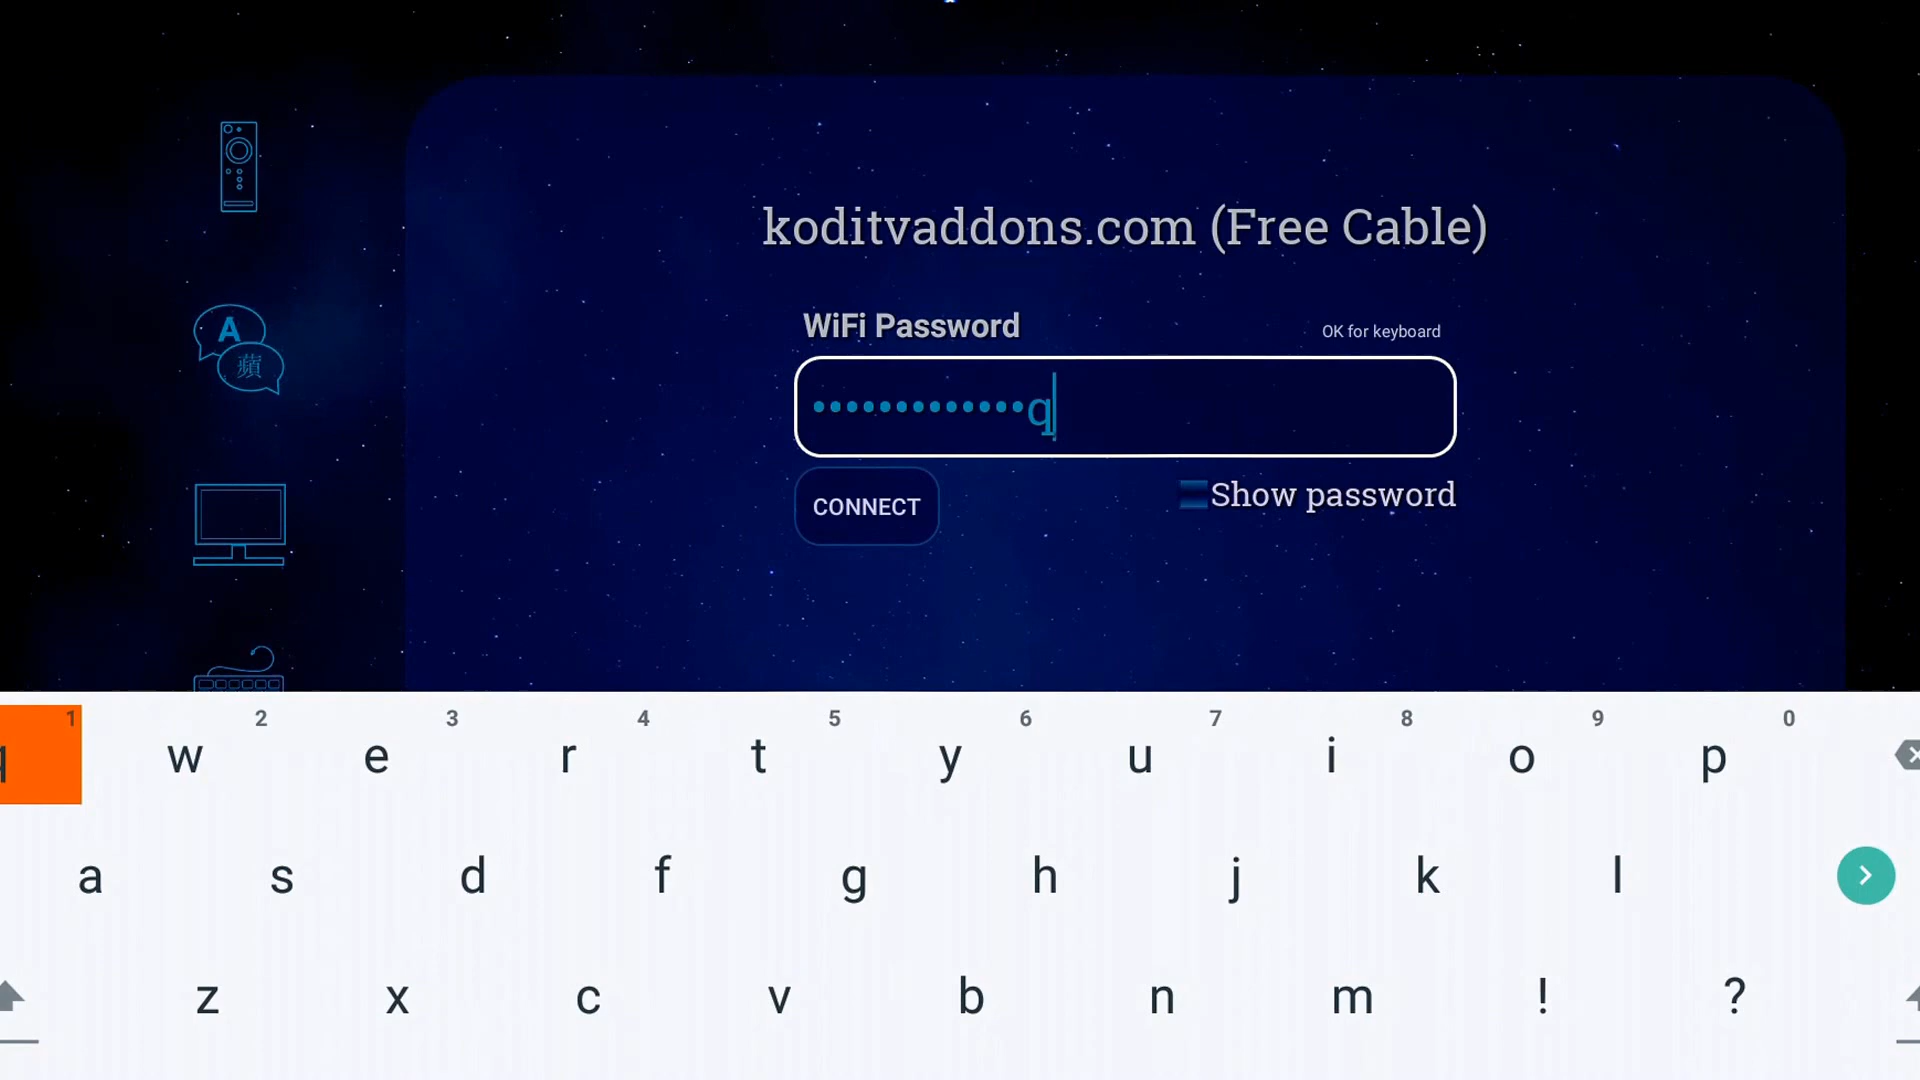 koditvaddons.com (Free Cable)
WiFi Password
OK for keyboard
•••••••••••••q
CONNECT
Show password
A
蘋
1 2 3 4 5 6 7 8 9 0
q w e r t y u i o p
a s d f g h j k l
z x c v b n m ! ?